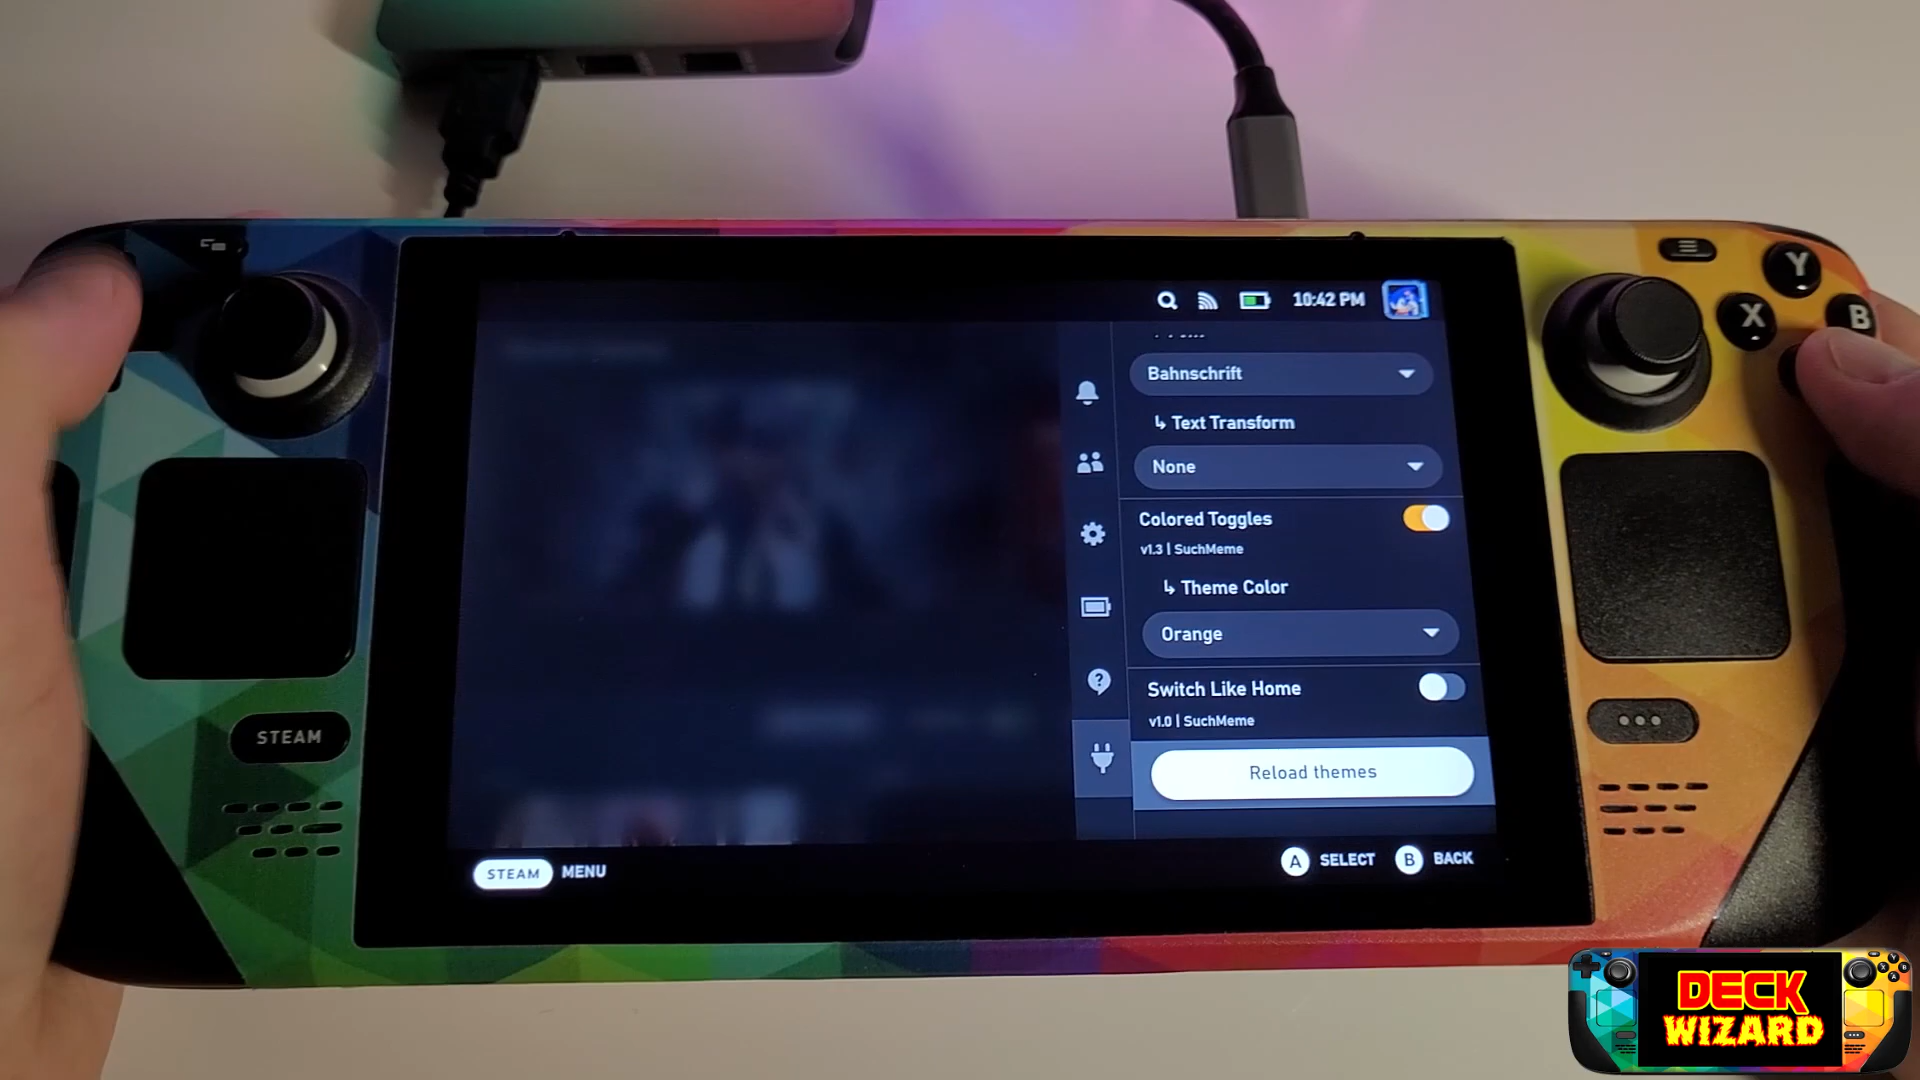 10:42 PM
Bahnschrift
↳ Text Transform
None
Colored Toggles
v1.3 | SuchMeme
↳ Theme Color
Orange
Switch Like Home
v1.0 | SuchMeme
Reload themes
STEAM MENU
A SELECT B BACK
STEAM
Y
X
B
DECK
WIZARD